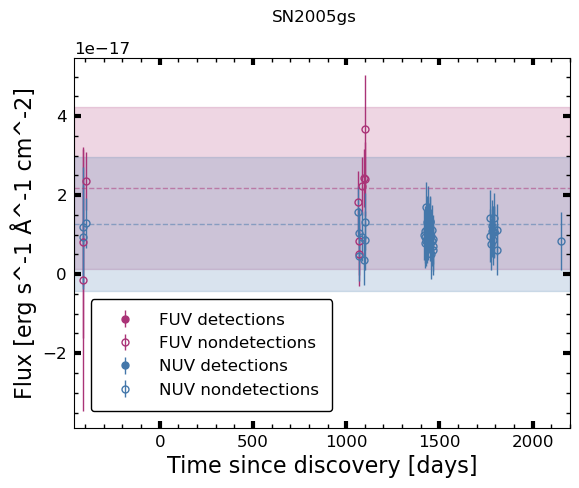 SN2005gs
1e−17
4
2
0
−2
Flux [erg s^-1 Å^-1 cm^-2]
FUV detections
FUV nondetections
NUV detections
NUV nondetections
0 500 1000 1500 2000
Time since discovery [days]